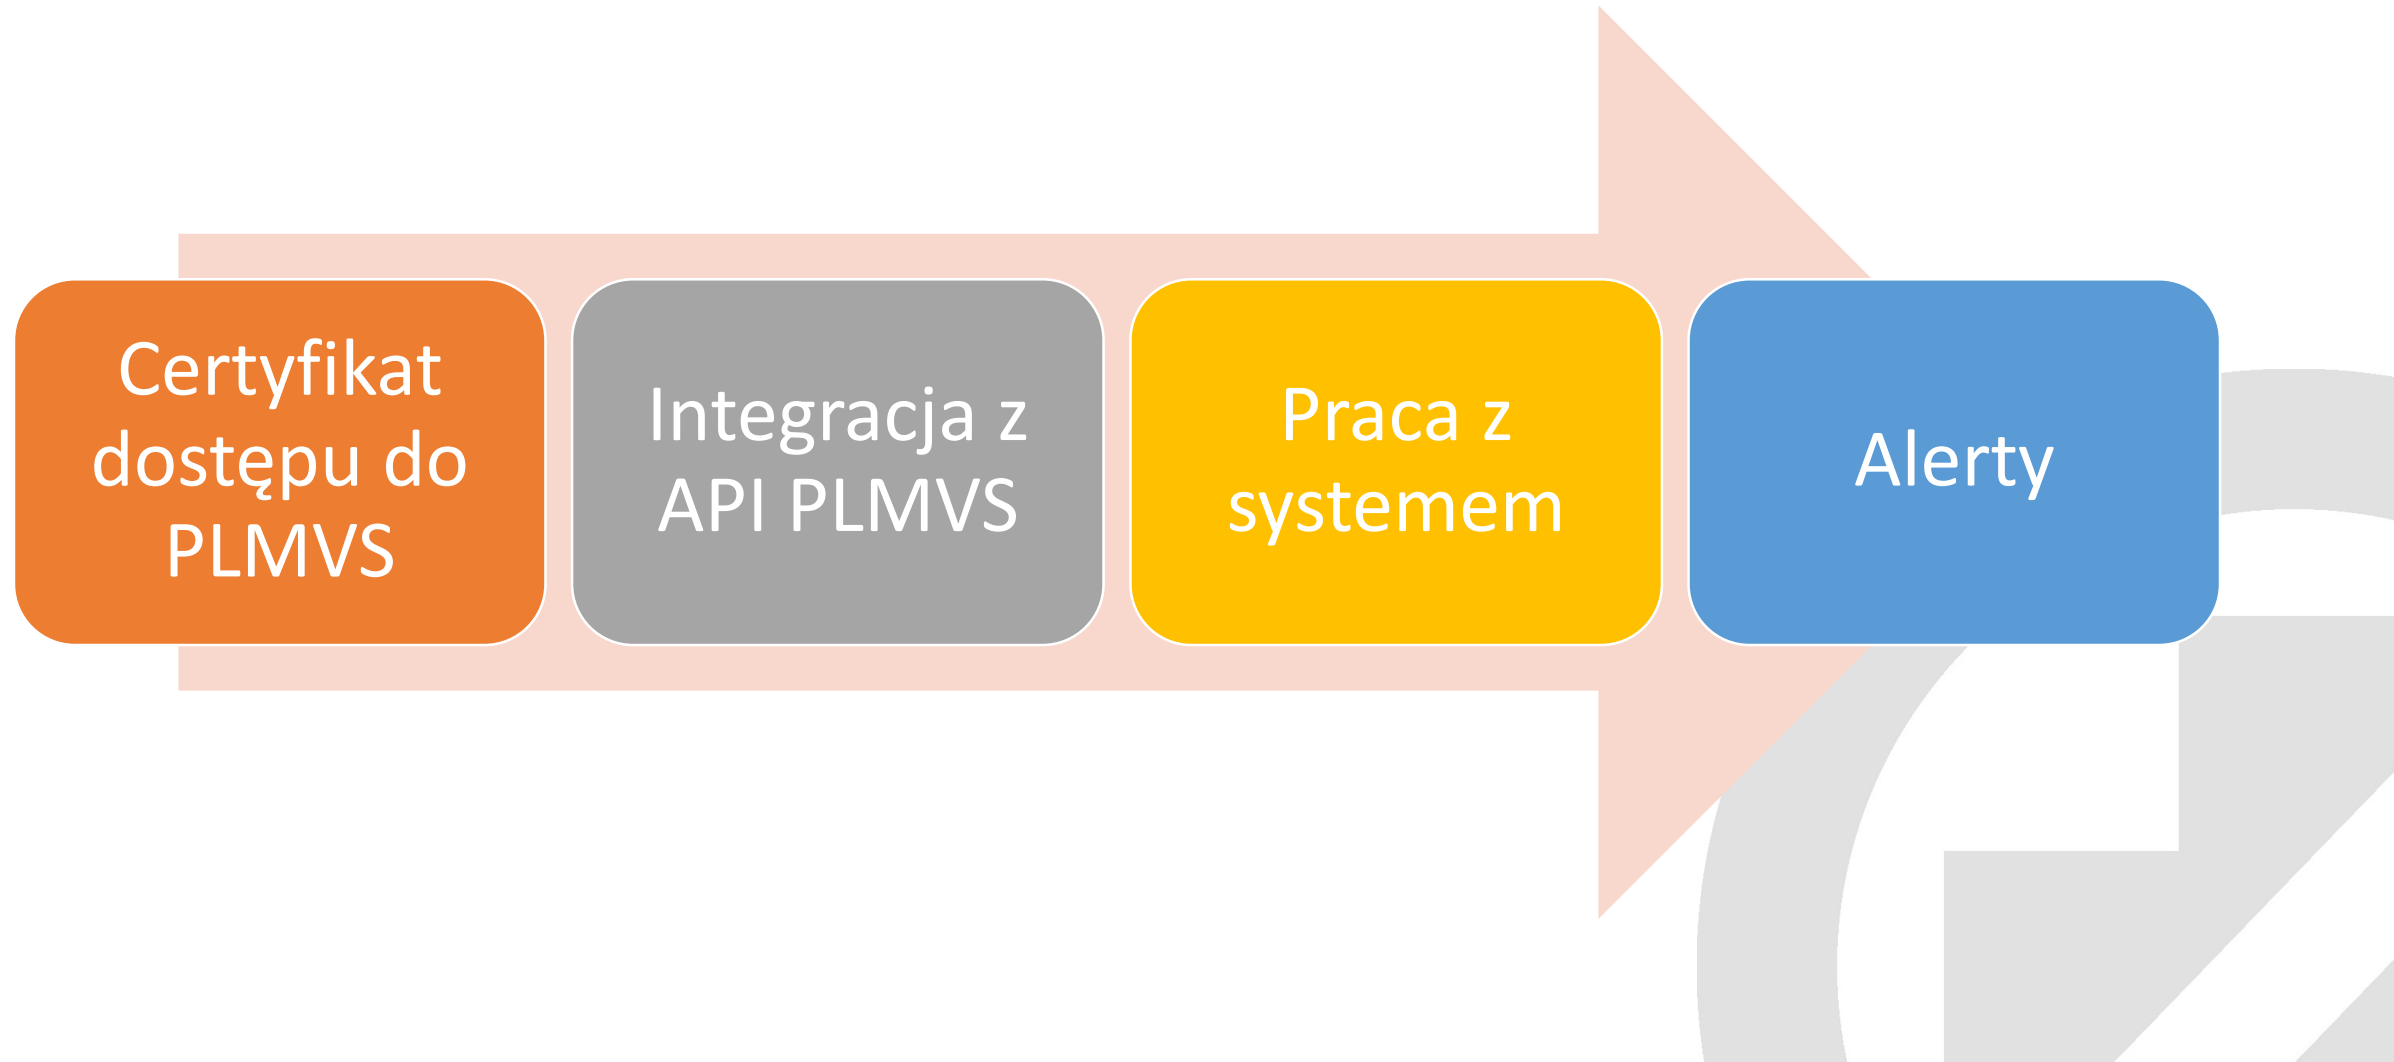 Certyfikat
dostępu do
PLMVS
Integracja z
API PLMVS
Praca z
systemem
Alerty